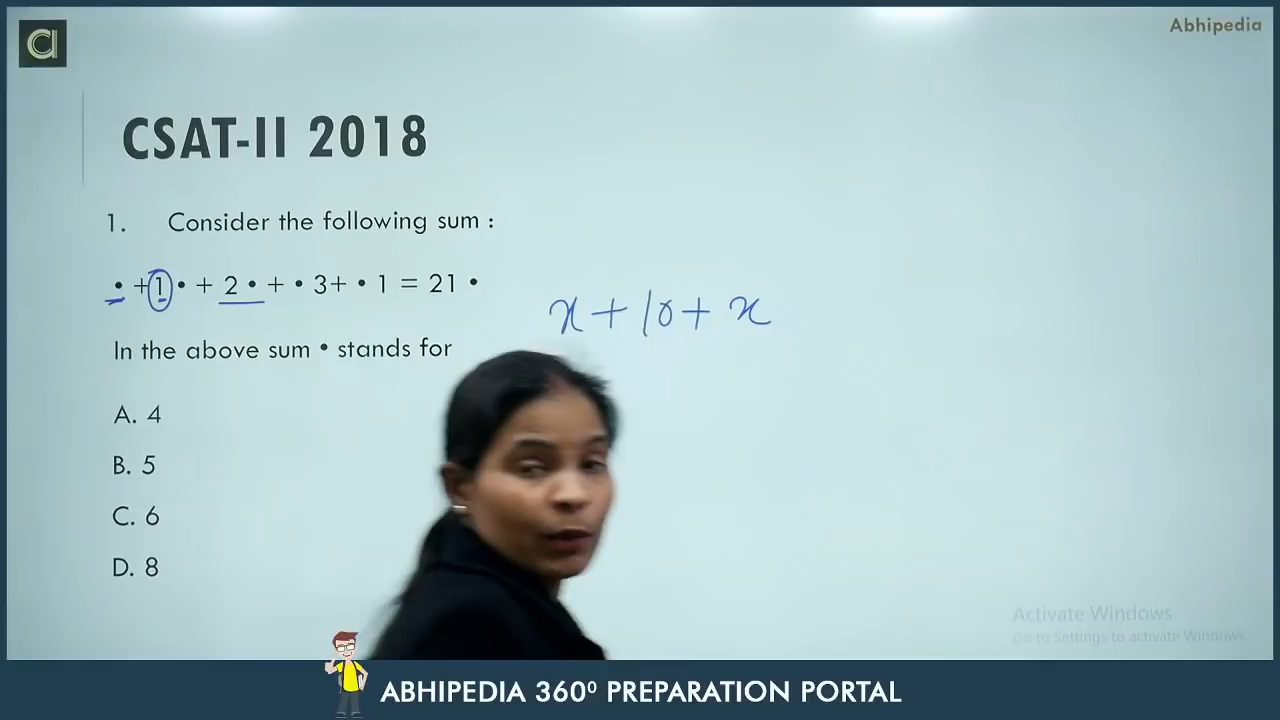 Abhipedia
CSAT-II 2018
1. Consider the following sum :
• +1• + 2 • + • 3+ • 1 = 21 •
x + 10 + x
In the above sum • stands for
A. 4
B. 5
C. 6
D. 8
Activate Windows
Go to Settings to activate Windows.
ABHIPEDIA 360⁰ PREPARATION PORTAL